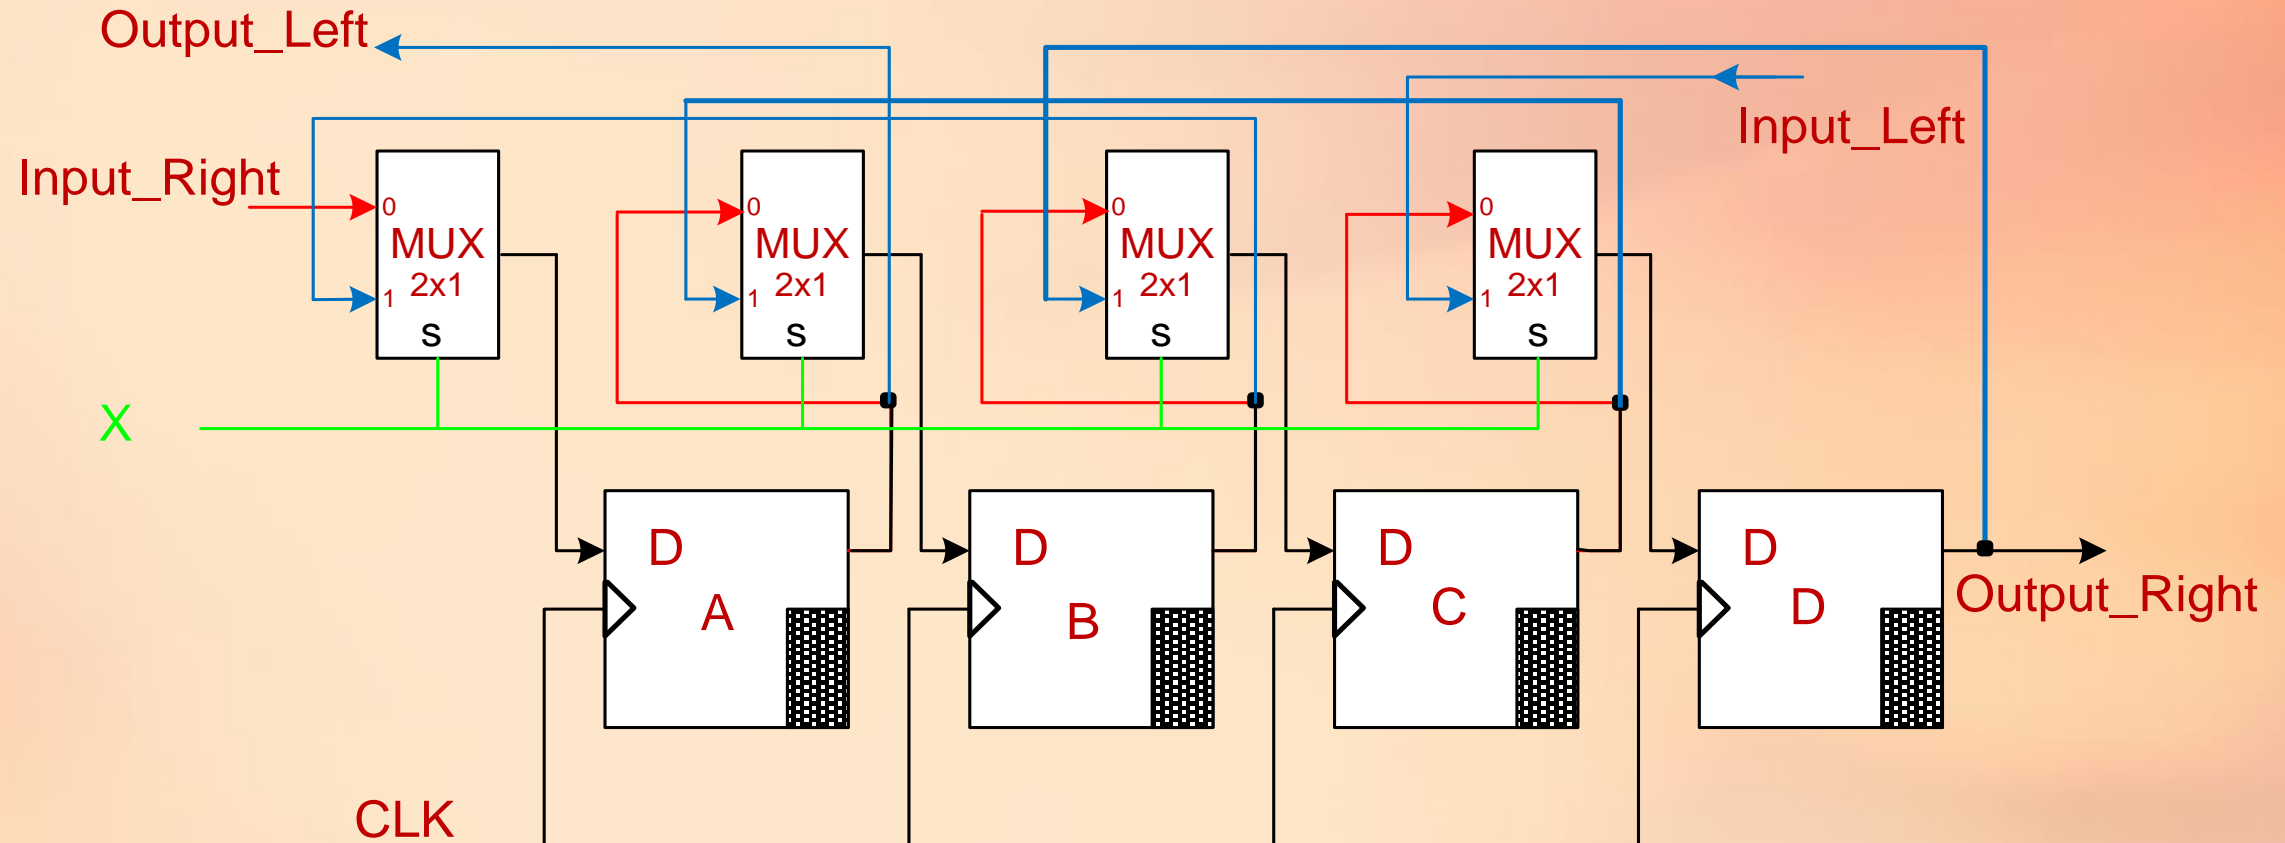 Output_Left
Input_Left
Input_Right
0
MUX
2x1
1
s
0
MUX
2x1
1
s
0
MUX
2x1
1
s
0
MUX
2x1
1
s
X
D
A
D
B
D
C
D
D
Output_Right
CLK